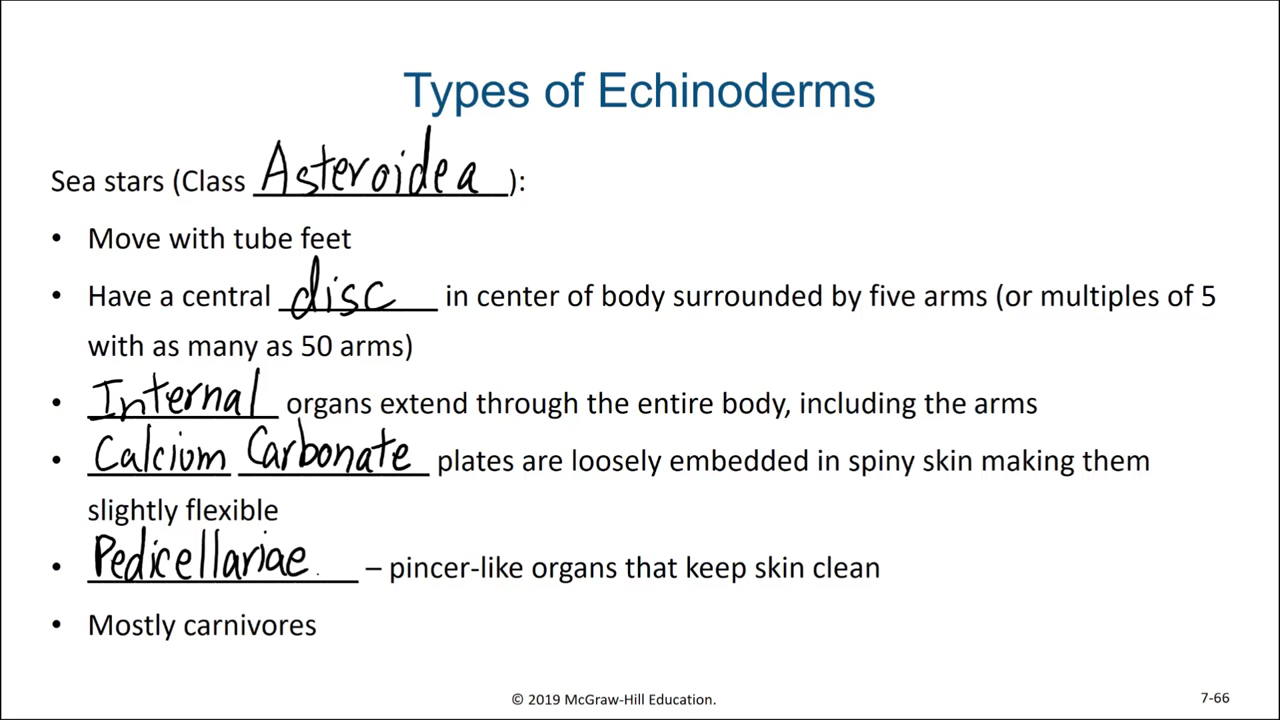 Types of Echinoderms
Sea stars (Class Asteroidea):
• Move with tube feet
• Have a central disc in center of body surrounded by five arms (or multiples of 5
with as many as 50 arms)
• Internal organs extend through the entire body, including the arms
• Calcium Carbonate plates are loosely embedded in spiny skin making them
slightly flexible
• Pedicellariae – pincer-like organs that keep skin clean
• Mostly carnivores
© 2019 McGraw-Hill Education.
7-66